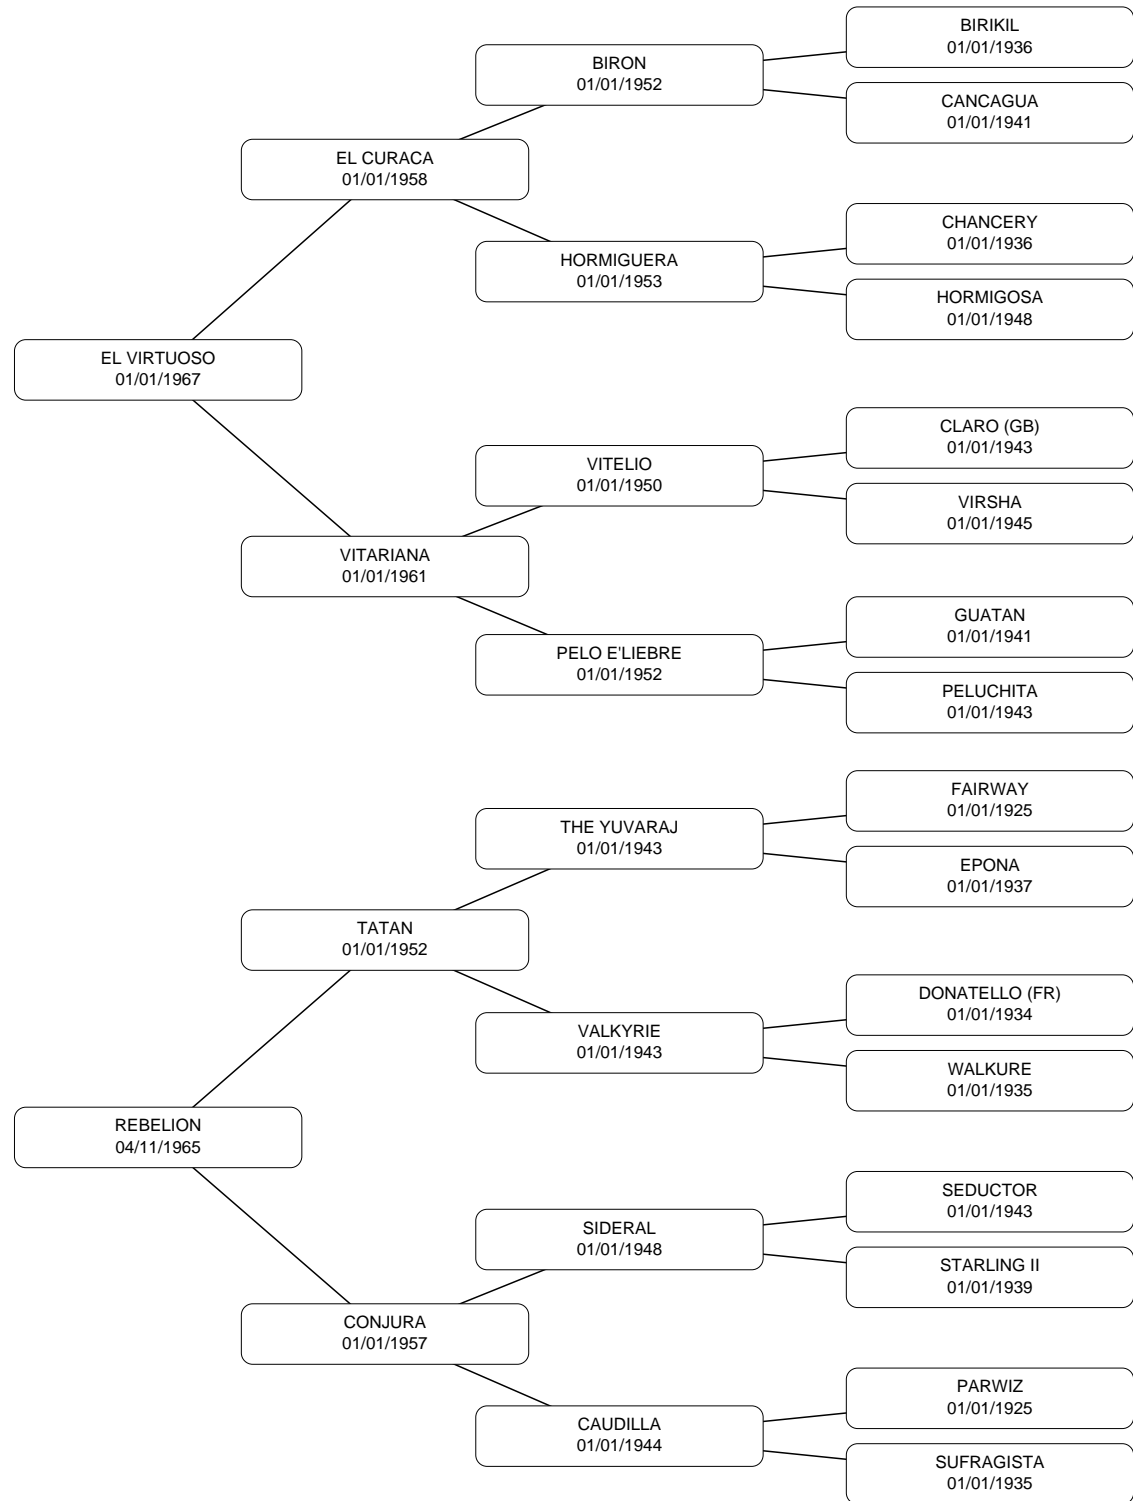 BIRIKIL
01/01/1936
BIRON
01/01/1952
CANCAGUA
01/01/1941
EL CURACA
01/01/1958
CHANCERY
01/01/1936
HORMIGUERA
01/01/1953
HORMIGOSA
01/01/1948
EL VIRTUOSO
01/01/1967
CLARO (GB)
01/01/1943
VITELIO
01/01/1950
VIRSHA
01/01/1945
VITARIANA
01/01/1961
GUATAN
01/01/1941
PELO E'LIEBRE
01/01/1952
PELUCHITA
01/01/1943
FAIRWAY
01/01/1925
THE YUVARAJ
01/01/1943
EPONA
01/01/1937
TATAN
01/01/1952
DONATELLO (FR)
01/01/1934
VALKYRIE
01/01/1943
WALKURE
01/01/1935
REBELION
04/11/1965
SEDUCTOR
01/01/1943
SIDERAL
01/01/1948
STARLING II
01/01/1939
CONJURA
01/01/1957
PARWIZ
01/01/1925
CAUDILLA
01/01/1944
SUFRAGISTA
01/01/1935